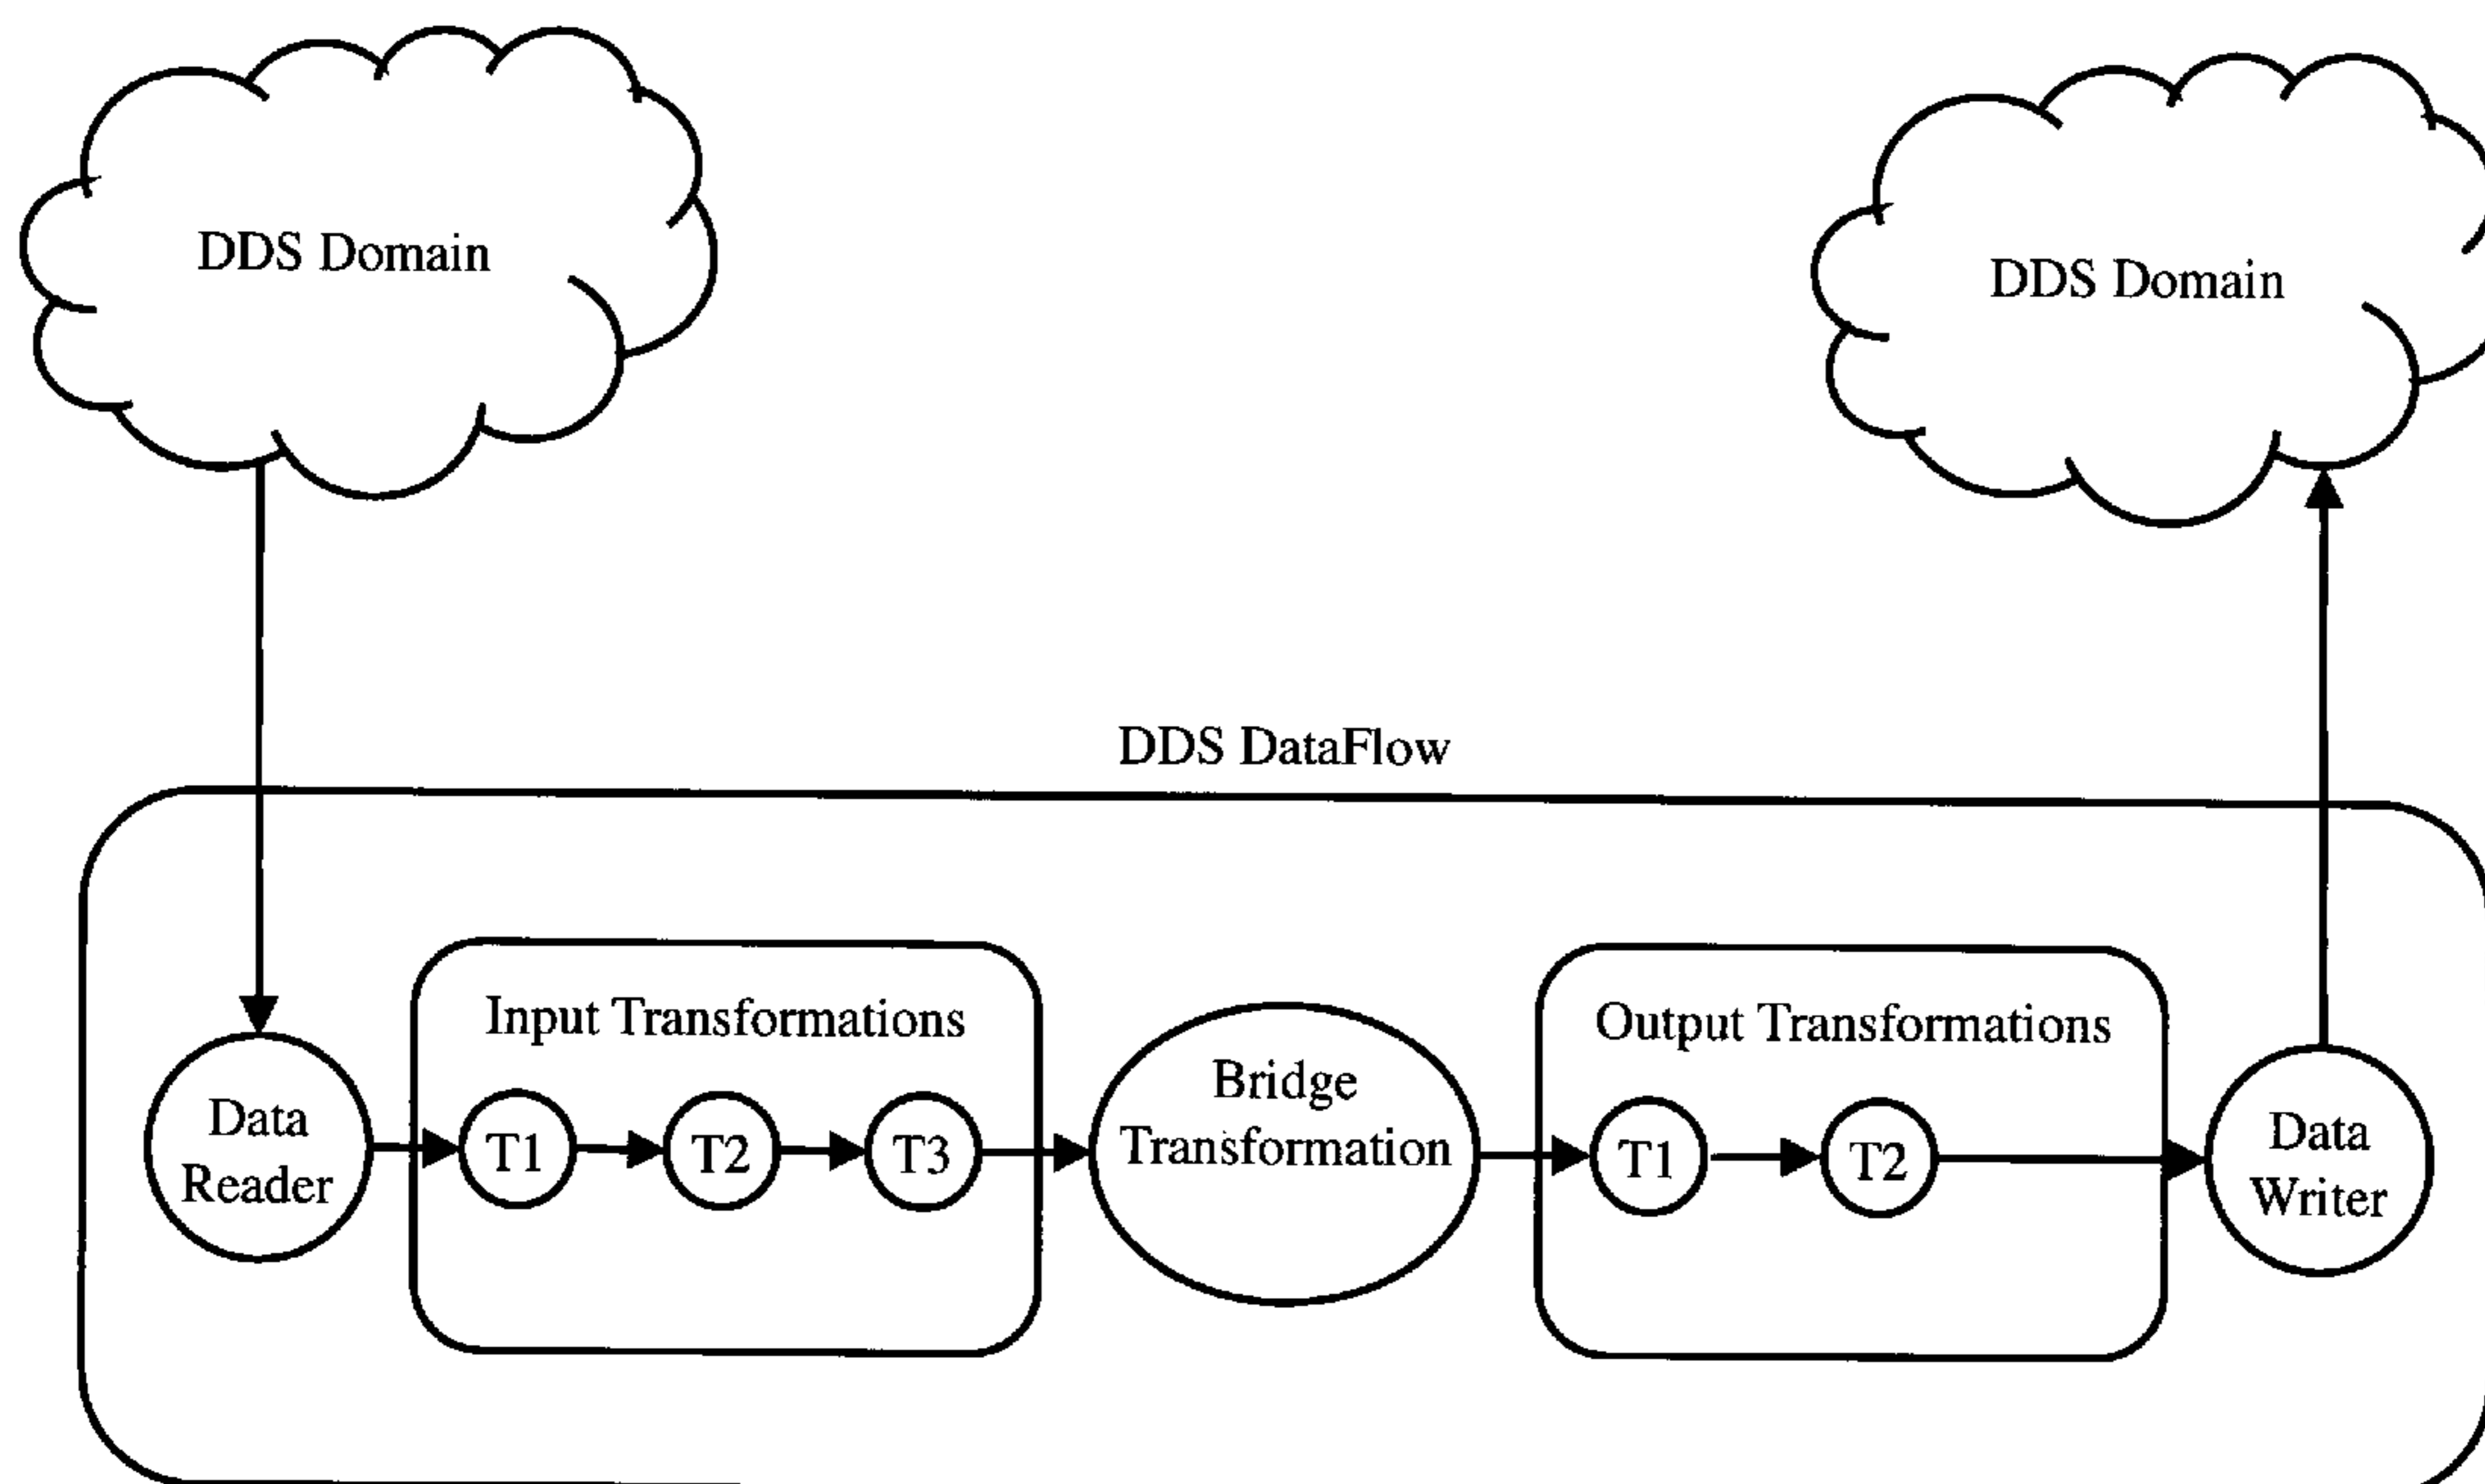 DDS Domain
DDS Domain
DDS DataFlow
Input Transformations
Output Transformations
Data
Reader
T1
T2
T3
Bridge
Transformation
T1
T2
Data
Writer